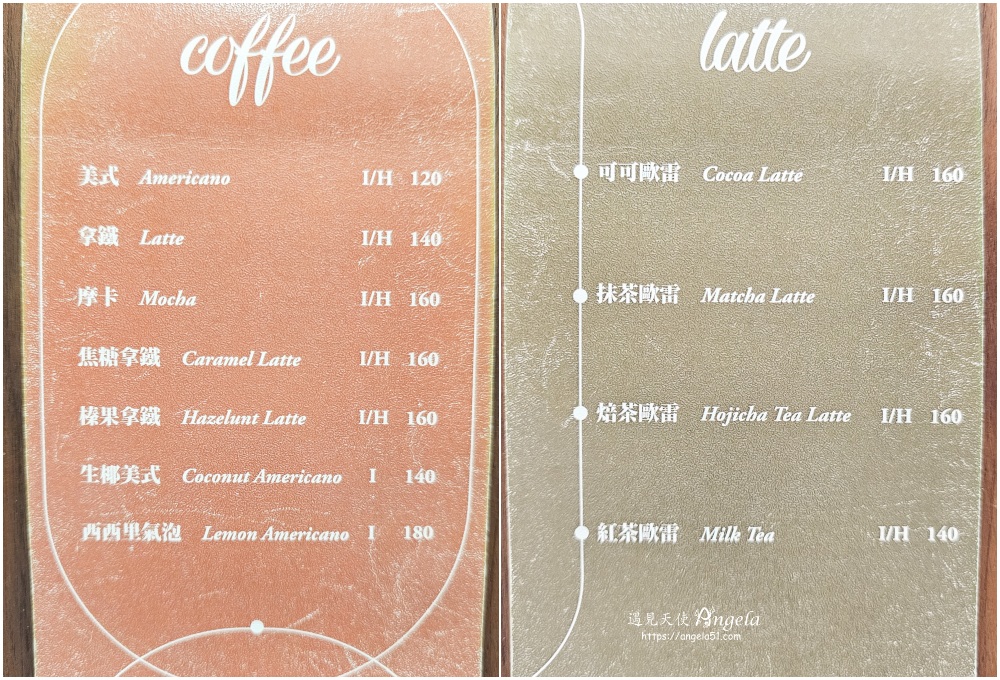 coffee
美式 Americano I/H 120
拿鐵 Latte I/H 140
摩卡 Mocha I/H 160
焦糖拿鐵 Caramel Latte I/H 160
榛果拿鐵 Hazelunt Latte I/H 160
生椰美式 Coconut Americano I 140
西西里氣泡 Lemon Americano I 180
latte
可可歐雷 Cocoa Latte I/H 160
抹茶歐雷 Matcha Latte I/H 160
焙茶歐雷 Hojicha Tea Latte I/H 160
紅茶歐雷 Milk Tea I/H 140
遇見天使 Angela
https://angela51.com